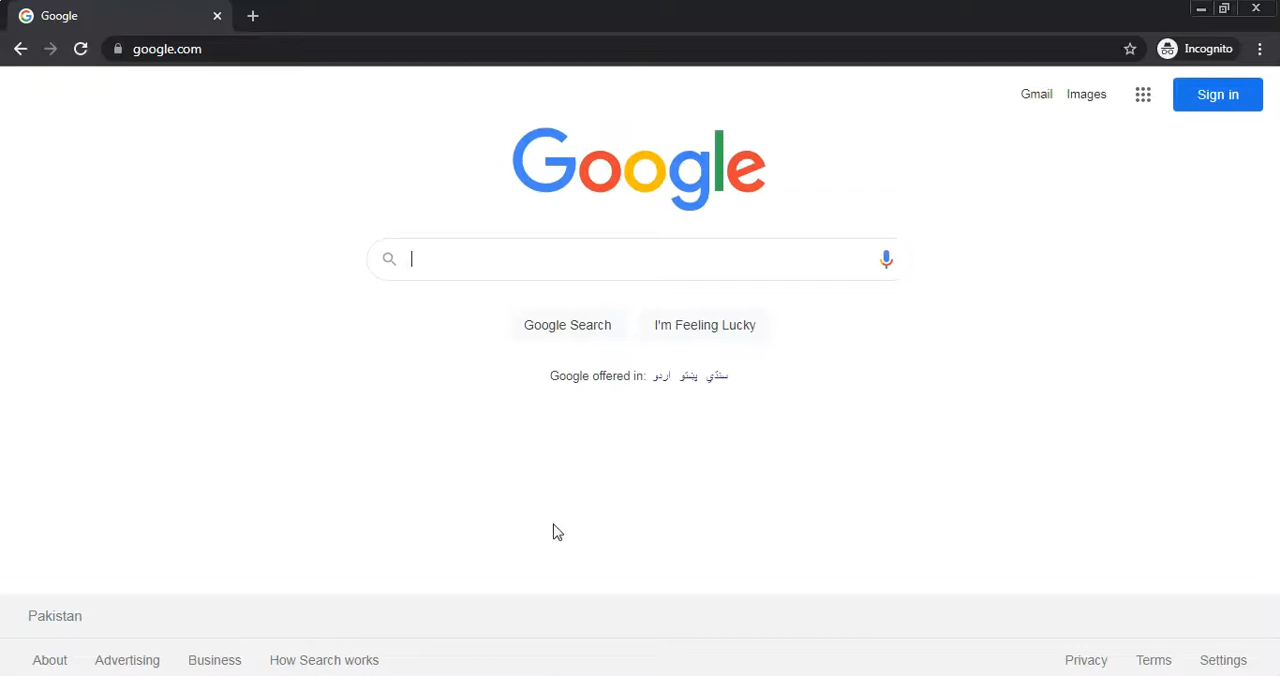 Google
google.com
Incognito
Gmail Images Sign in
Google
Google Search I'm Feeling Lucky
Google offered in: اردو پښتو سنڌي
Pakistan
About Advertising Business How Search works Privacy Terms Settings